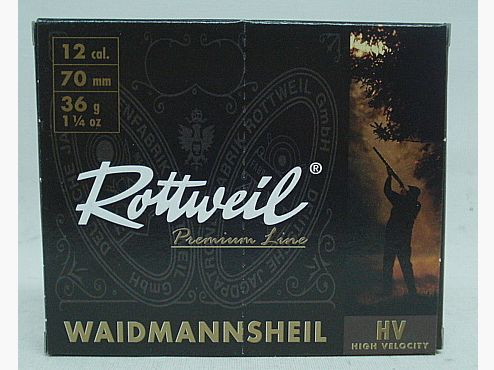 12 cal.
70 mm
36 g
1 1/4 oz
Rottweil®
Premium Line
WAIDMANNSHEIL
HV
HIGH VELOCITY